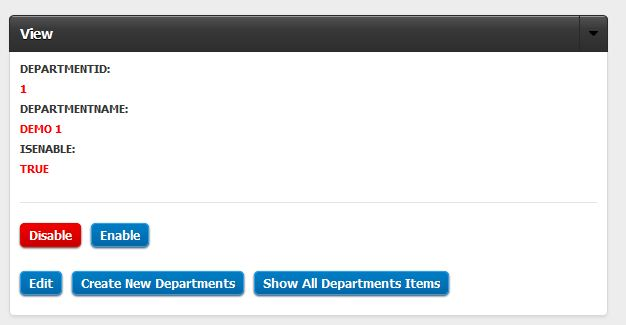 View
DEPARTMENTID:
1
DEPARTMENTNAME:
DEMO 1
ISENABLE:
TRUE
Disable Enable
Edit Create New Departments Show All Departments Items